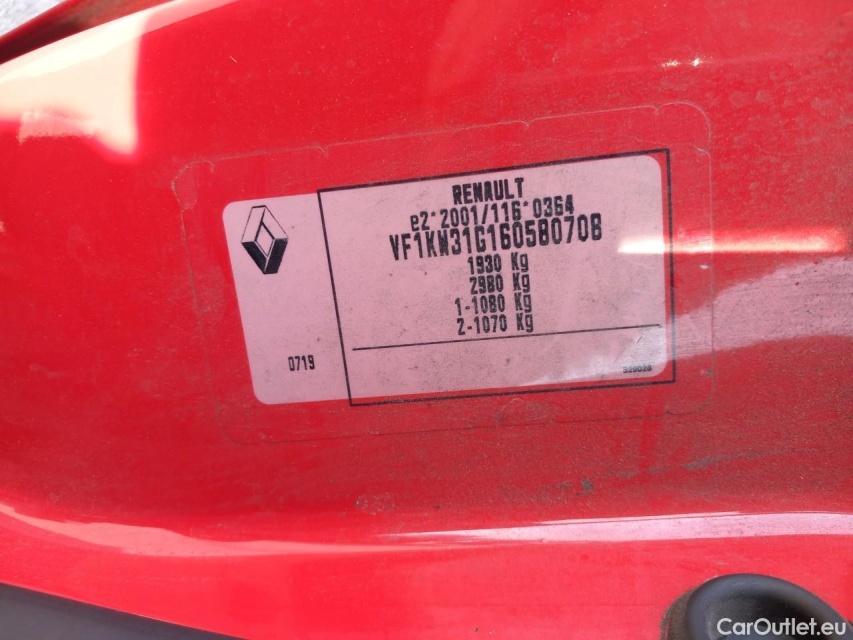 RENAULT
e2*2001/116*0364
VF1KW31G160580708
1930 Kg
2980 Kg
1-1080 Kg
2-1070 Kg
0719
CarOutlet.eu